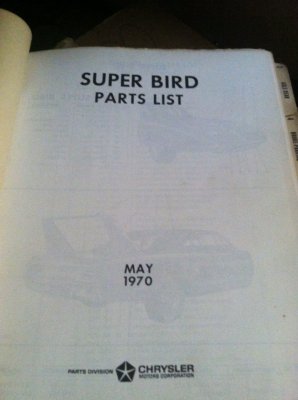 SUPER BIRD
PARTS LIST
MAY
1970
PARTS DIVISION
CHRYSLER
MOTORS CORPORATION